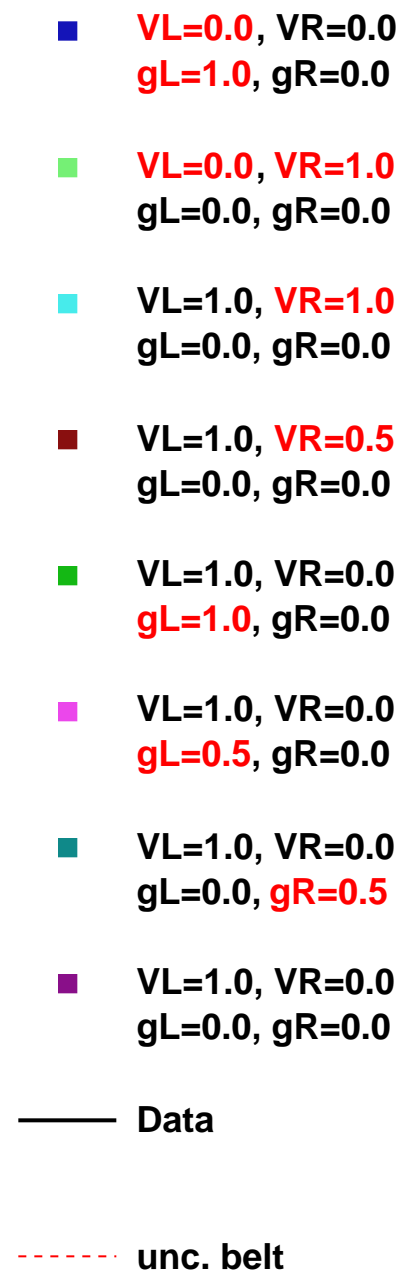 VL=0.0, VR=0.0
gL=1.0, gR=0.0
VL=0.0, VR=1.0
gL=0.0, gR=0.0
VL=1.0, VR=1.0
gL=0.0, gR=0.0
VL=1.0, VR=0.5
gL=0.0, gR=0.0
VL=1.0, VR=0.0
gL=1.0, gR=0.0
VL=1.0, VR=0.0
gL=0.5, gR=0.0
VL=1.0, VR=0.0
gL=0.0, gR=0.5
VL=1.0, VR=0.0
gL=0.0, gR=0.0
Data
unc. belt